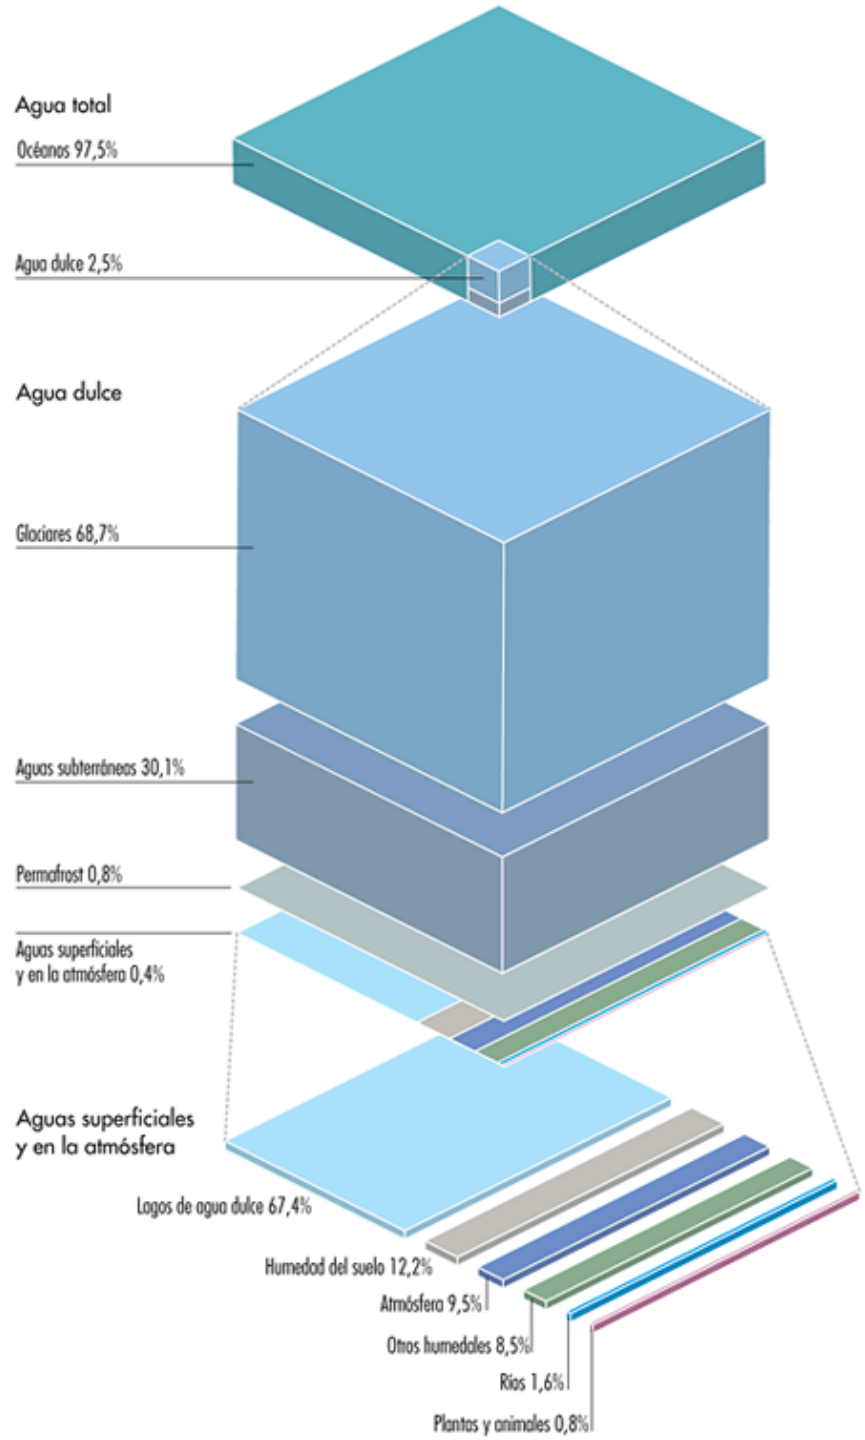 Agua total
Océanos 97,5%
Agua dulce 2,5%
Agua dulce
Glaciares 68,7%
Aguas subterráneas 30,1%
Permafrost 0,8%
Aguas superficiales
y en la atmósfera 0,4%
Aguas superficiales
y en la atmósfera
Lagos de agua dulce 67,4%
Humedad del suelo 12,2%
Atmósfera 9,5%
Otros humedales 8,5%
Ríos 1,6%
Plantas y animales 0,8%